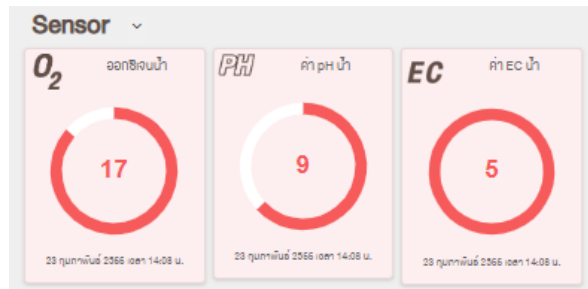 Sensor
O2 ออกซิเจนน้ำ
17
23 กุมภาพันธ์ 2566 เวลา 14:08 น.
PH ค่า pH น้ำ
9
23 กุมภาพันธ์ 2566 เวลา 14:08 น.
EC ค่า EC น้ำ
5
23 กุมภาพันธ์ 2566 เวลา 14:08 น.